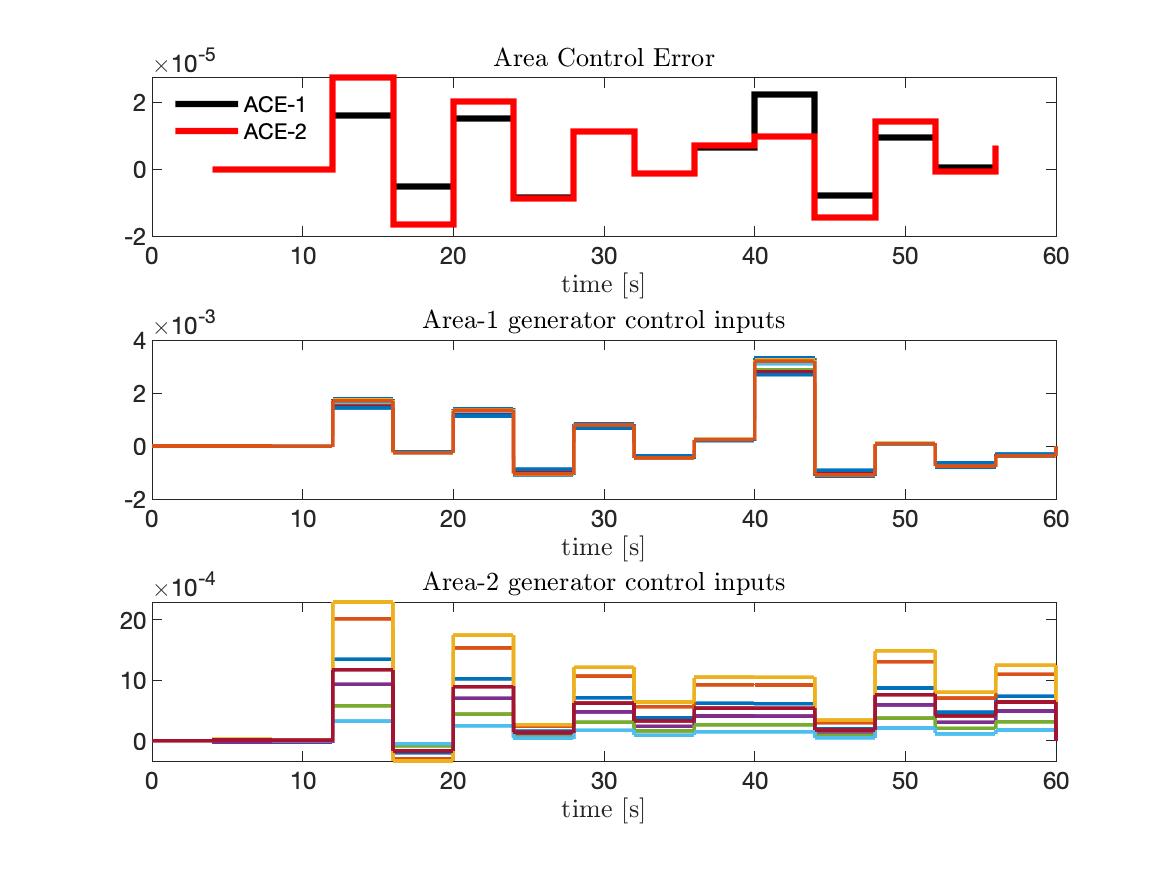 Area Control Error
×10-5
2
0
-2
ACE-1
ACE-2
0 10 20 30 40 50 60
time [s]
Area-1 generator control inputs
×10-3
4
2
0
-2
0 10 20 30 40 50 60
time [s]
Area-2 generator control inputs
×10-4
20
10
0
0 10 20 30 40 50 60
time [s]